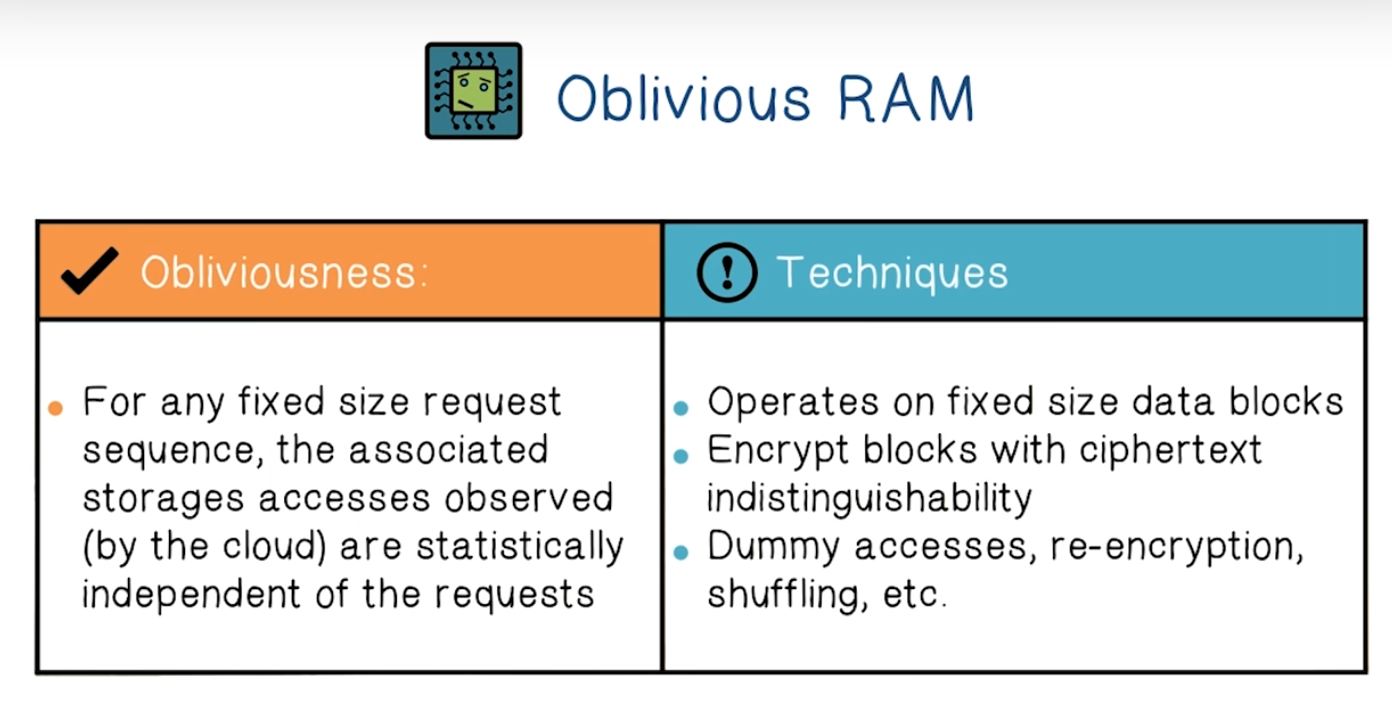 Oblivious RAM
Obliviousness:
• For any fixed size request
sequence, the associated
storages accesses observed
(by the cloud) are statistically
independent of the requests
Techniques
• Operates on fixed size data blocks
• Encrypt blocks with ciphertext
indistinguishability
• Dummy accesses, re-encryption,
shuffling, etc.